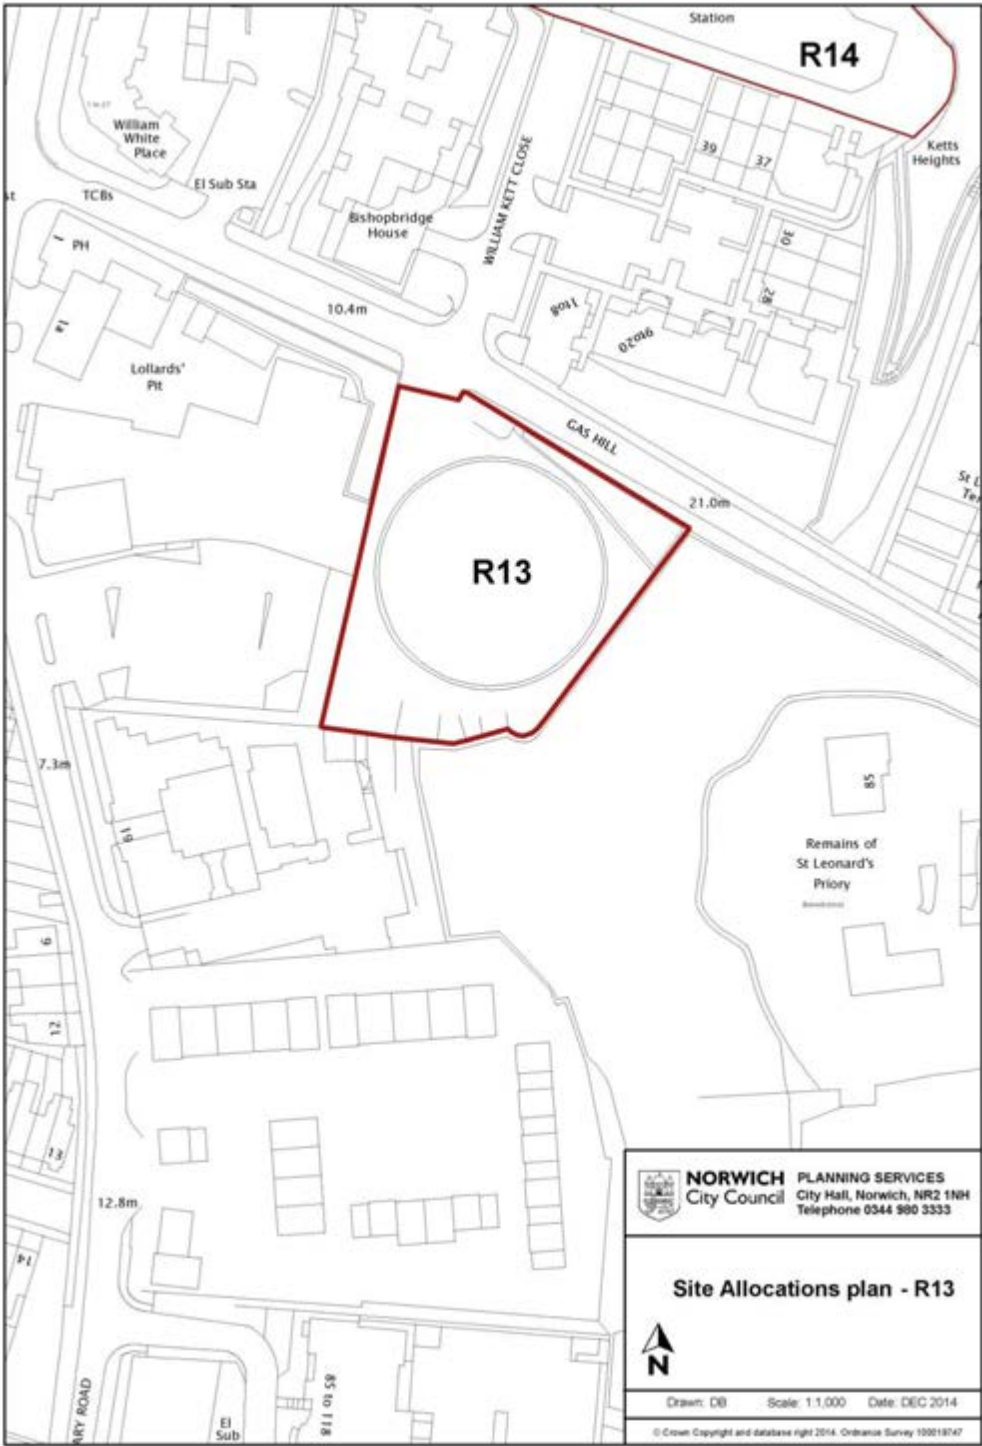 Station
R14
William
White
Place
39
37
Ketts
Heights
El Sub Sta
TCBs
st
WILLIAM KETT CLOSE
Bishopbridge
House
1
PH
30
28
10.4m
1to8
9to20
1a
Lollards'
Pit
GAS HILL
21.0m
St L
Ter
R13
7.3m
85
19
Remains of
St Leonard's
Priory
9
21
31
12.8m
14
NORWICH
City Council
PLANNING SERVICES
City Hall, Norwich, NR2 1NH
Telephone 0344 980 3333
Site Allocations plan - R13
N
ARY ROAD
El
Sub
85 to 118
Drawn: DB Scale: 1:1,000 Date: DEC 2014
© Crown Copyright and database right 2014. Ordnance Survey 100019747